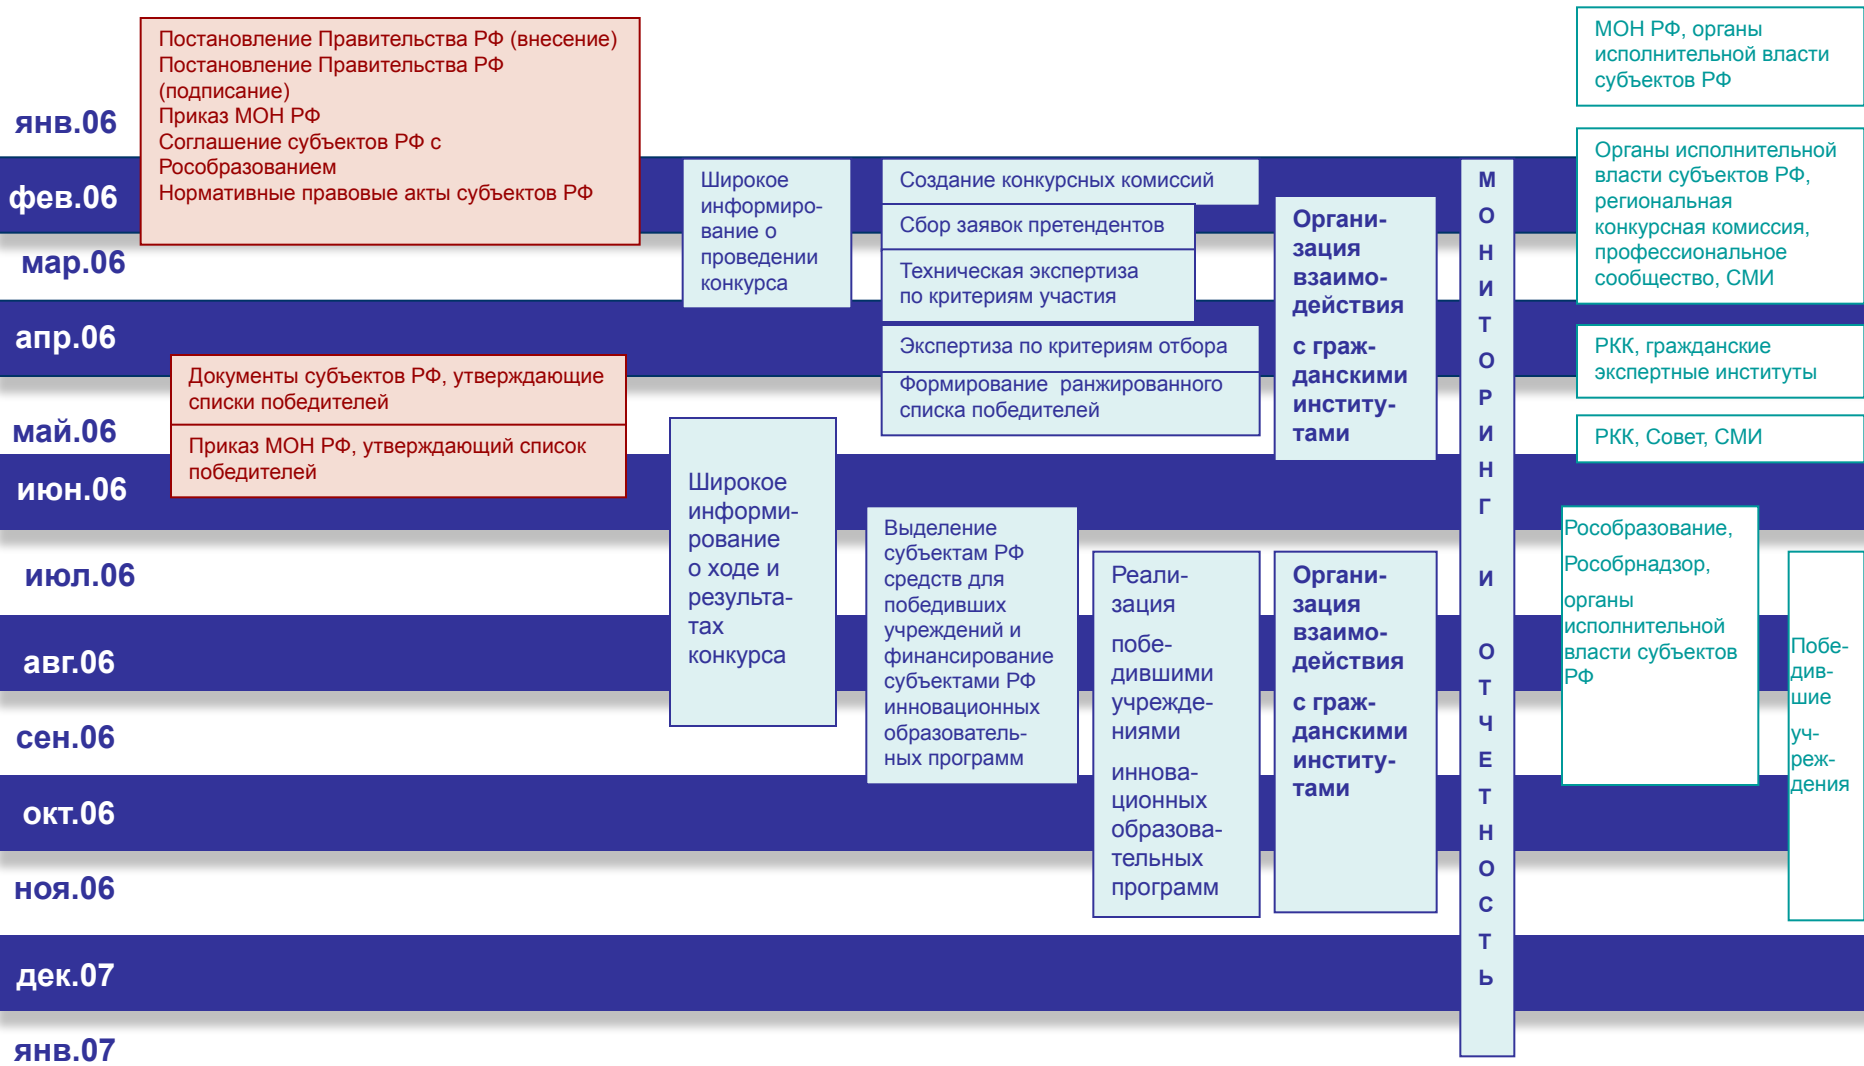 янв.06
фев.06
мар.06
апр.06
май.06
июн.06
июл.06
авг.06
сен.06
окт.06
ноя.06
дек.07
янв.07
Постановление Правительства РФ (внесение)
Постановление Правительства РФ
(подписание)
Приказ МОН РФ
Соглашение субъектов РФ с
Рособразованием
Нормативные правовые акты субъектов РФ
Документы субъектов РФ, утверждающие
списки победителей
Приказ МОН РФ, утверждающий список
победителей
Широкое
информиро-
вание о
проведении
конкурса
Широкое
информи-
рование
о ходе и
результа-
тах
конкурса
Создание конкурсных комиссий
Сбор заявок претендентов
Техническая экспертиза
по критериям участия
Экспертиза по критериям отбора
Формирование ранжированного
списка победителей
Выделение
субъектам РФ
средств для
победивших
учреждений и
финансирование
субъектами РФ
инновационных
образователь-
ных программ
Реали-
зация
побе-
дившими
учрежде-
ниями
иннова-
ционных
образова-
тельных
программ
Органи-
зация
взаимо-
действия
с граж-
данскими
институ-
тами
Органи-
зация
взаимо-
действия
с граж-
данскими
институ-
тами
М
О
Н
И
Т
О
Р
И
Н
Г
И
О
Т
Ч
Е
Т
Н
О
С
Т
Ь
МОН РФ, органы
исполнительной власти
субъектов РФ
Органы исполнительной
власти субъектов РФ,
региональная
конкурсная комиссия,
профессиональное
сообщество, СМИ
РКК, гражданские
экспертные институты
РКК, Совет, СМИ
Рособразование,
Рособрнадзор,
органы
исполнительной
власти субъектов
РФ
Побе-
див-
шие
уч-
реж-
дения